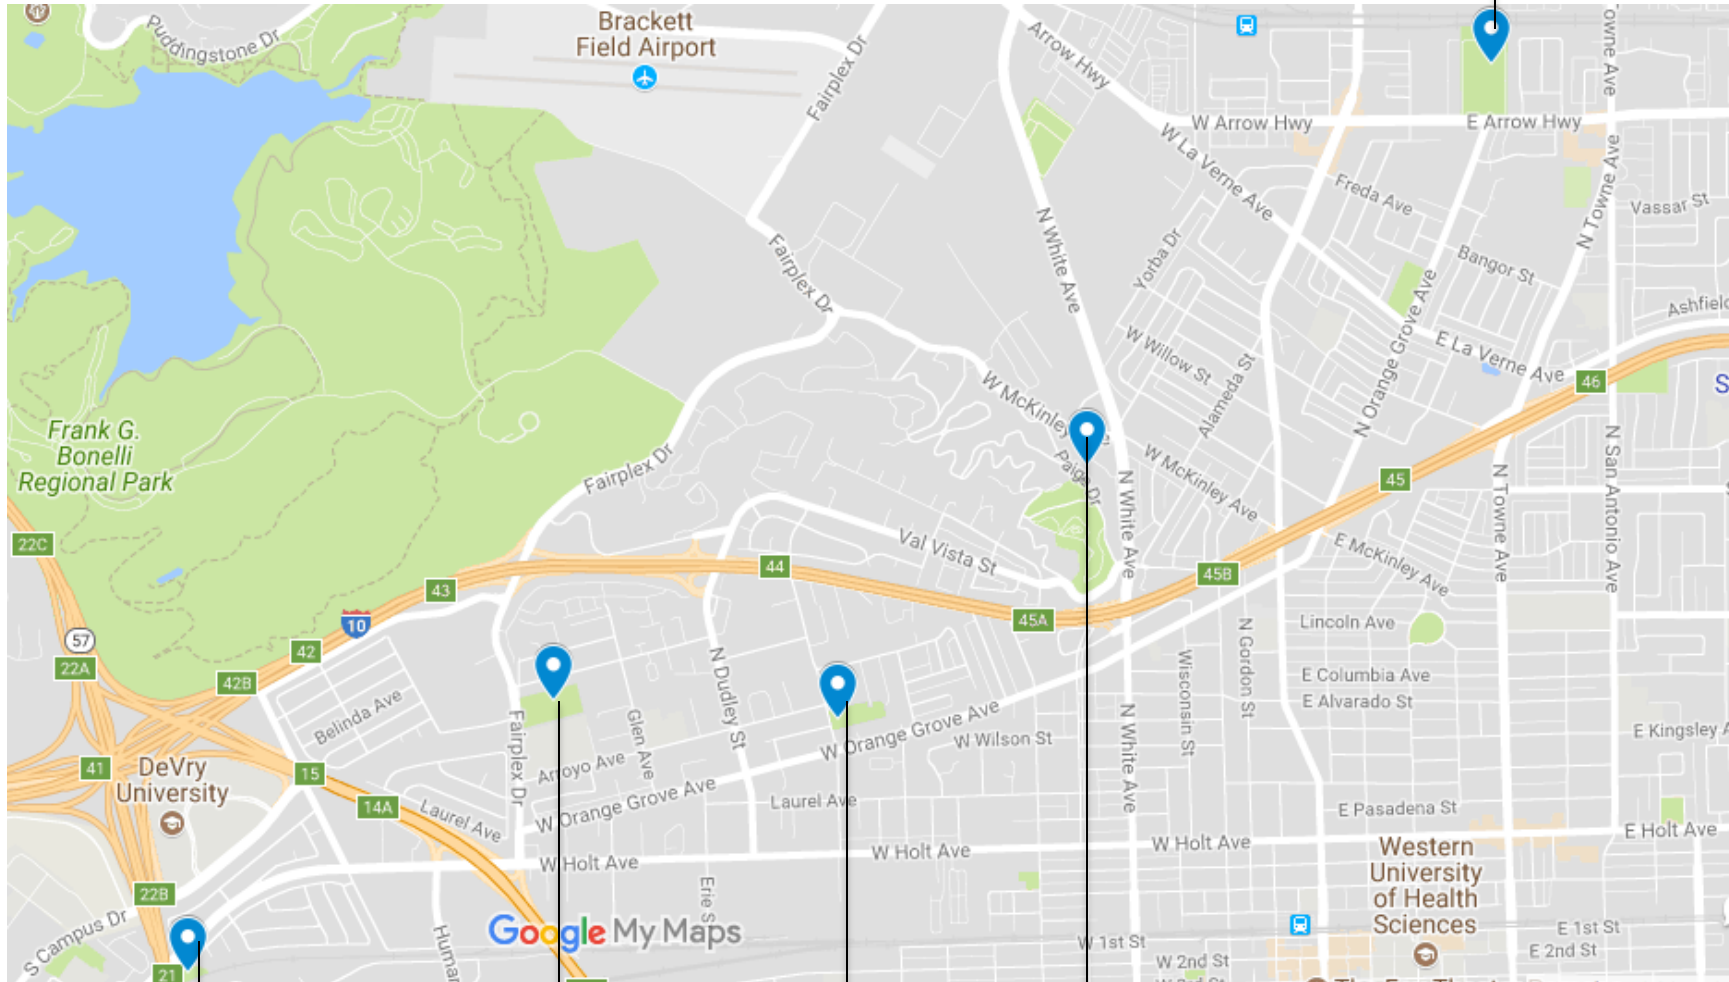 Puddingstone Dr
Brackett
Field Airport
Fairplex Dr
Arrow Hwy
W Arrow Hwy
E Arrow Hwy
Towne Ave
W La Verne Ave
Freda Ave
N Towne Ave
Vassar St
N White Ave
Yorba Dr
Bangor St
Fairplex Dr
Ashfield
W Willow St
Alameda St
N Orange Grove Ave
E La Verne Ave
46
S
Frank G.
Bonelli
Regional Park
W McKinley
Paige Dr
Fairplex Dr
N White Ave
W McKinley Ave
45
N Towne Ave
N San Antonio Ave
22C
Val Vista St
E McKinley Ave
44
45B
43
10
45A
57
42
22A
42B
Lincoln Ave
N Gordon St
E Columbia Ave
E Alvarado St
Belinda Ave
N Dudley St
Wisconsin St
Fairplex Dr
Glen Ave
W Orange Grove Ave
W Wilson St
N White Ave
E Kingsley A
41
DeVry
University
15
Arroyo Ave
14A
Laurel Ave
W Orange Grove Ave
Laurel Ave
E Pasadena St
W Holt Ave
W Holt Ave
W Holt Ave
E Holt Ave
Western
University
of Health
Sciences
22B
Erie S
S Campus Dr
Google My Maps
Humar
W 1st St
E 1st St
E 2nd St
W 2nd St
21